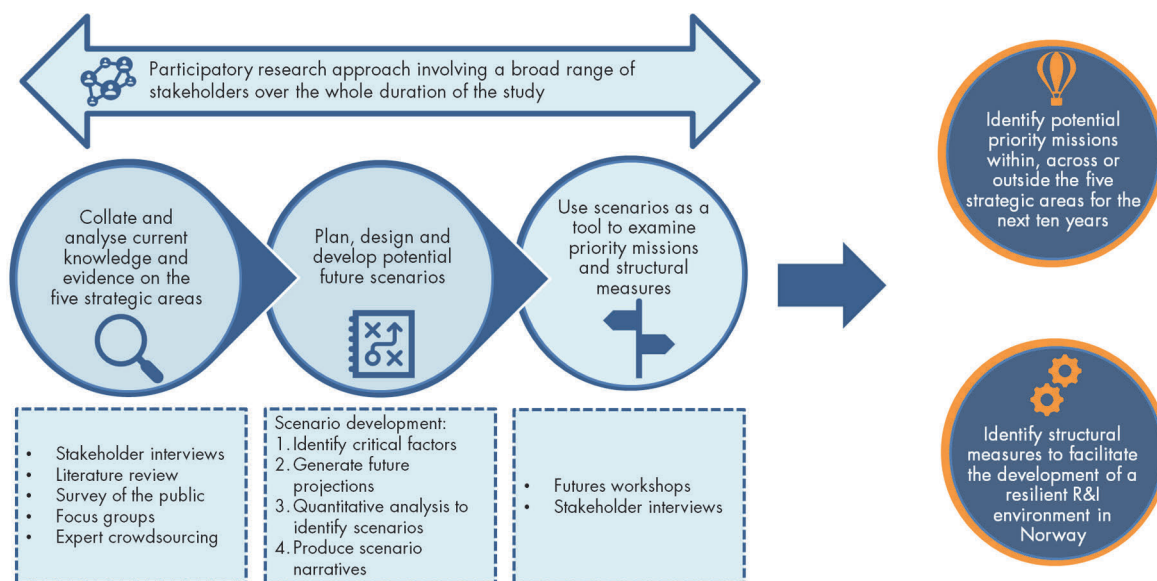 Participatory research approach involving a broad range of
stakeholders over the whole duration of the study
Collate and
analyse current
knowledge and
evidence on the
five strategic areas
Plan, design and
develop potential
future scenarios
Use scenarios as a
tool to examine
priority missions
and structural
measures
• Stakeholder interviews
• Literature review
• Survey of the public
• Focus groups
• Expert crowdsourcing
Scenario development:
1. Identify critical factors
2. Generate future
projections
3. Quantitative analysis to
identify scenarios
4. Produce scenario
narratives
• Futures workshops
• Stakeholder interviews
Identify potential
priority missions
within, across or
outside the five
strategic areas for the
next ten years
Identify structural
measures to facilitate
the development of a
resilient R&I
environment in
Norway